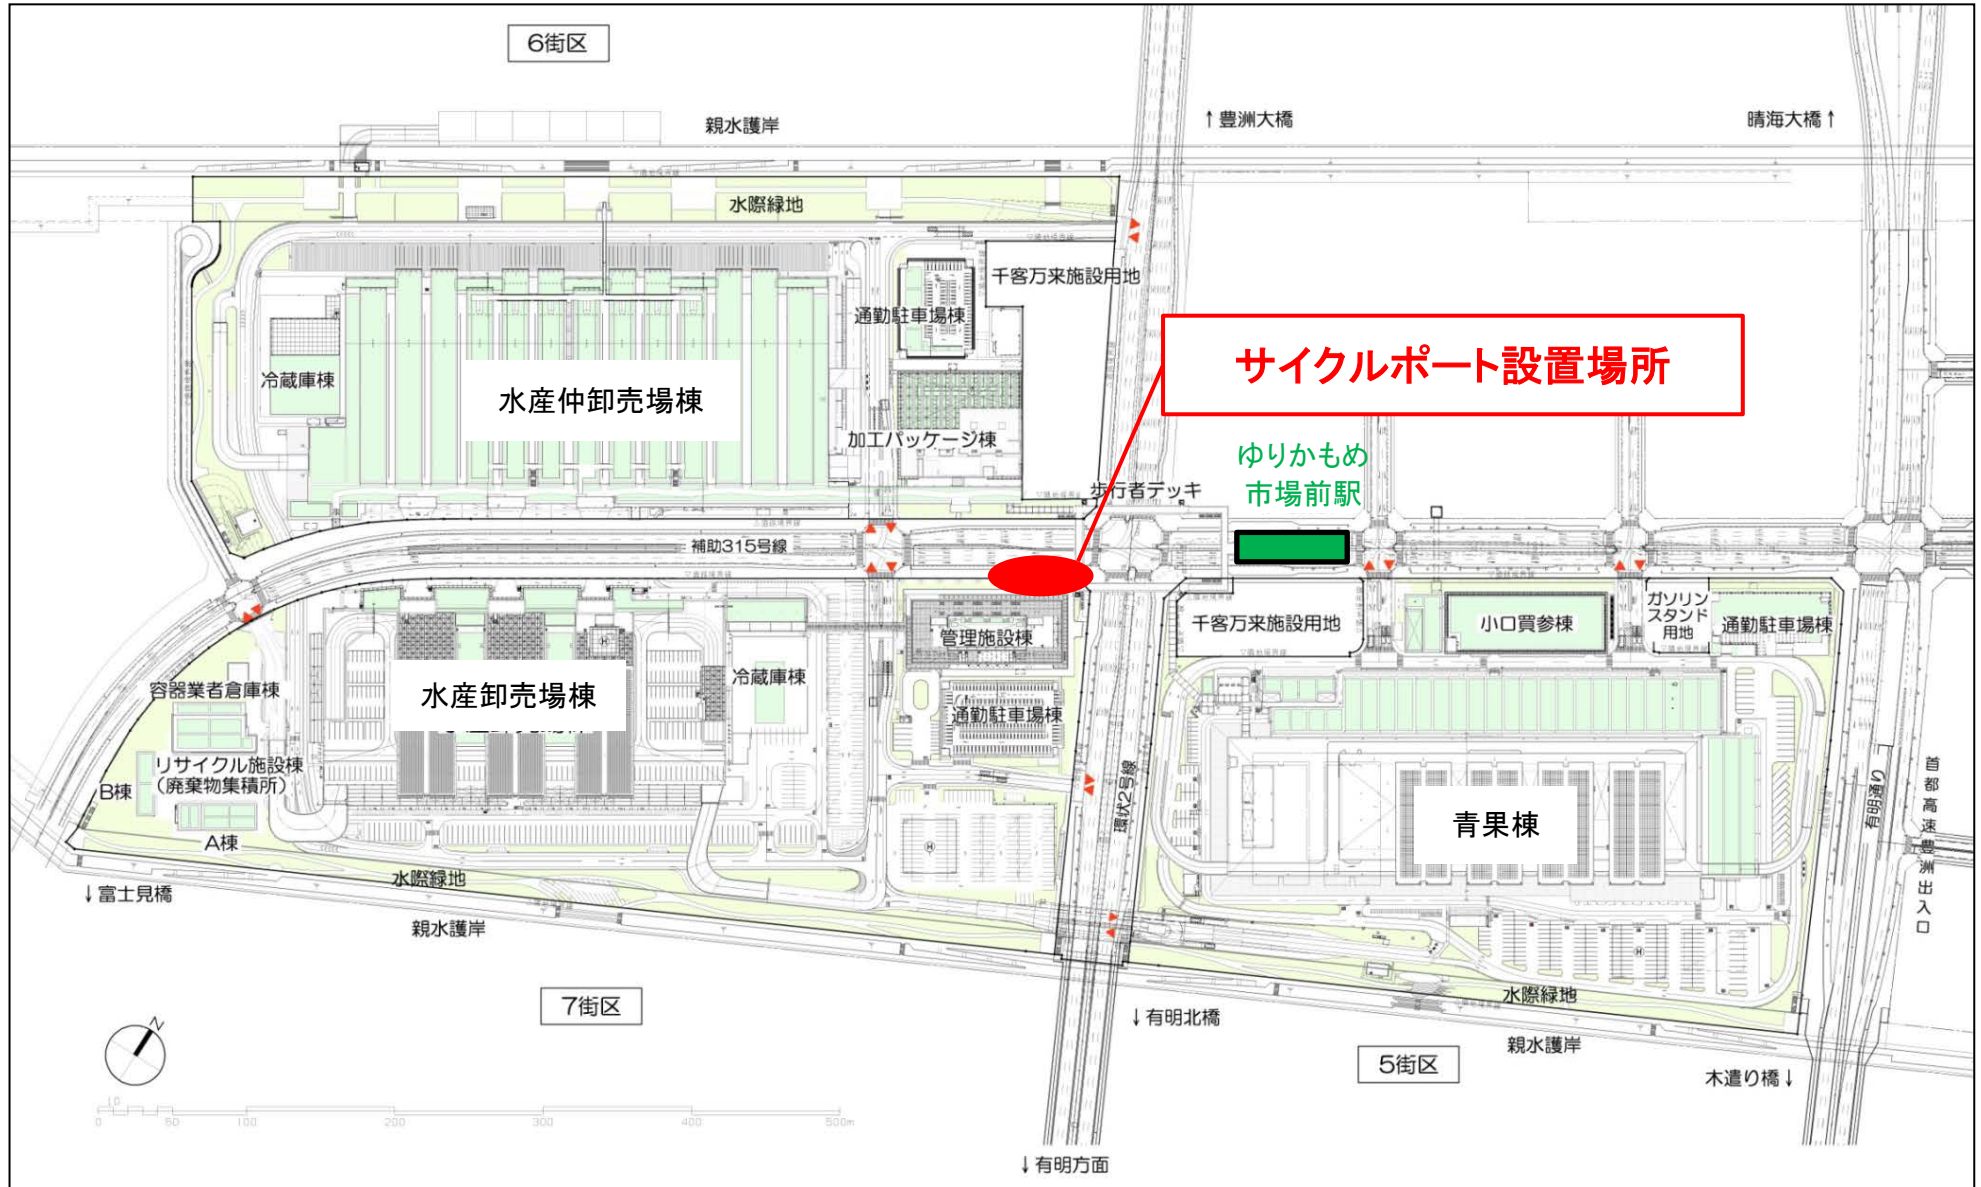 6街区
親水護岸
↑豊洲大橋
晴海大橋↑
水際緑地
千客万来施設用地
通勤駐車場棟
サイクルポート設置場所
冷蔵庫棟
水産仲卸売場棟
加工パッケージ棟
ゆりかもめ
市場前駅
歩行者デッキ
補助315号線
千客万来施設用地
小口買参棟
ガソリン
スタンド
用地
通勤駐車場棟
管理施設棟
冷蔵庫棟
水産卸売場棟
容器業者倉庫棟
通勤駐車場棟
リサイクル施設棟
(廃棄物集積所)
B棟
A棟
環状2号線
青果棟
有明通り
首都高速豊洲出入口
水際緑地
↓富士見橋
親水護岸
7街区
水際緑地
↓有明北橋
親水護岸
5街区
木遣り橋↓
N
10
0 50 100 200 300 400 500m
↓有明方面